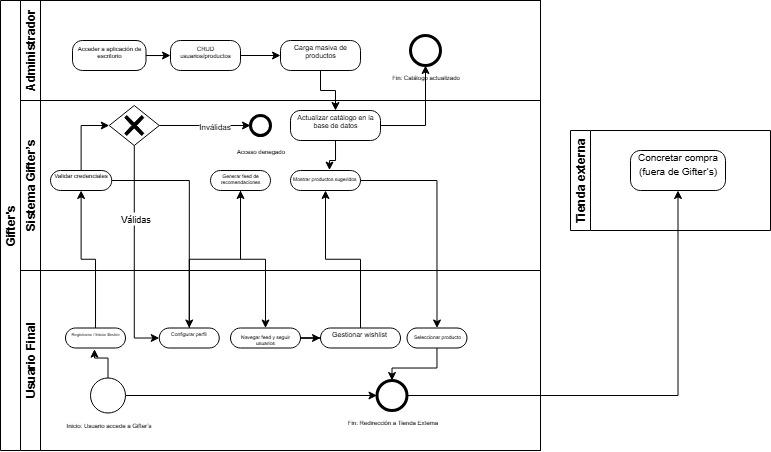 Gifter's
Administrador
Acceder a aplicación de
escritorio
CRUD
usuarios/productos
Carga masiva de
productos
Fin: Catálogo actualizado
Sistema Gifter's
Inválidas
Acceso denegado
Actualizar catálogo en la
base de datos
Validar credenciales
Generar feed de
recomendaciones
Mostrar productos sugeridos
Válidas
Usuario Final
Registrarse / Iniciar Sesión
Configurar perfil
Navegar feed y seguir
usuarios
Gestionar wishlist
Seleccionar producto
Inicio: Usuario accede a Gifter's
Fin: Redirección a Tienda Externa
Tienda externa
Concretar compra
(fuera de Gifter's)